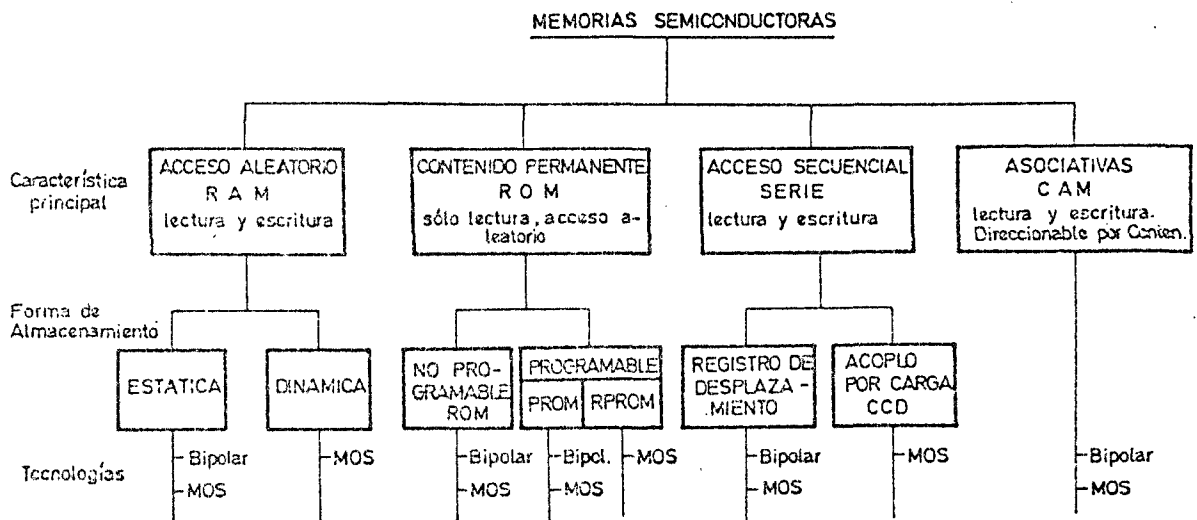 MEMORIAS SEMICONDUCTORAS
Característica
principal
ACCESO ALEATORIO
R A M
lectura y escritura
CONTENIDO PERMANENTE
R O M
sólo lectura, acceso a-
leatorio
ACCESO SECUENCIAL
SERIE
lectura y escritura
ASOCIATIVAS
C A M
lectura y escritura.
Direccionable por Conten.
Forma de
Almacenamiento
ESTATICA
DINAMICA
NO PRO-
GRAMABLE
ROM
PROGRAMABLE
PROM
RPROM
REGISTRO DE
DESPLAZA-
MIENTO
ACOPLO
POR CARGA
CCD
Tecnologías
-Bipolar
-MOS
-MOS
-Bipolar
-MOS
-Bipol.
-MOS
-MOS
-Bipolar
-MOS
-MOS
-Bipolar
-MOS